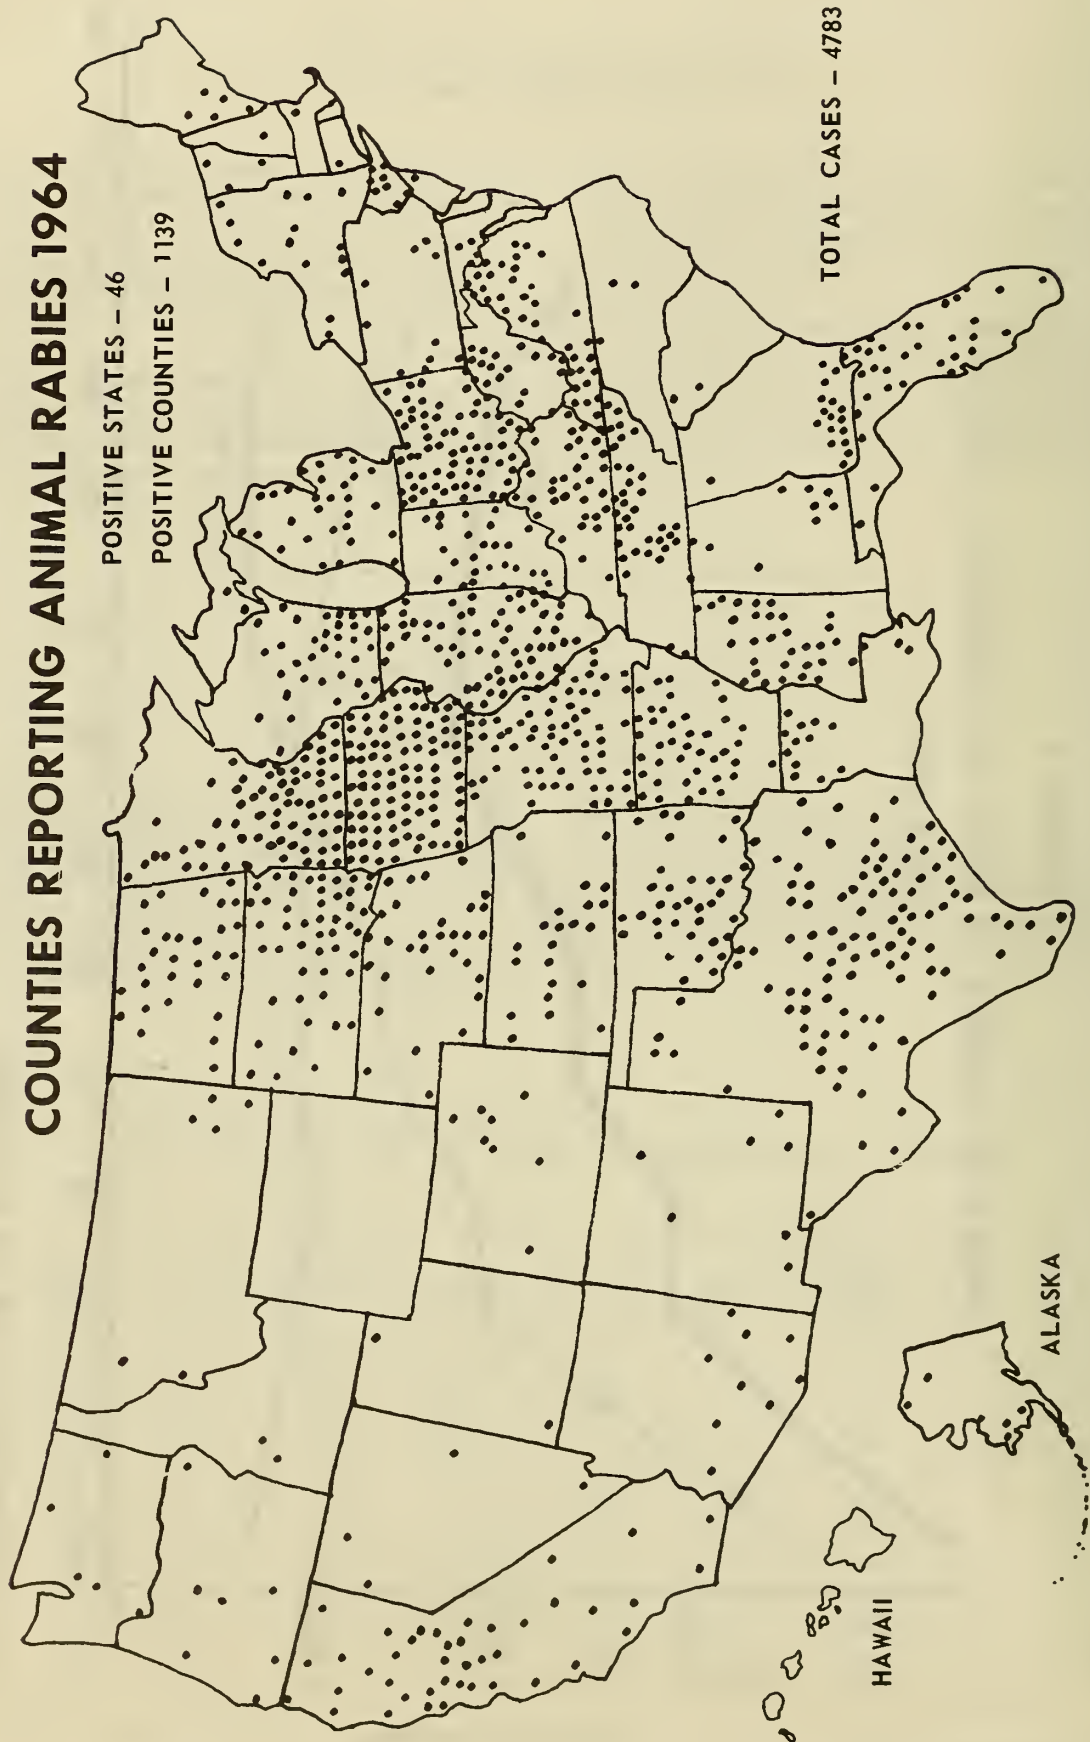 COUNTIES REPORTING ANIMAL RABIES 1964
POSITIVE STATES – 46
POSITIVE COUNTIES – 1139
TOTAL CASES – 4783
HAWAII
ALASKA